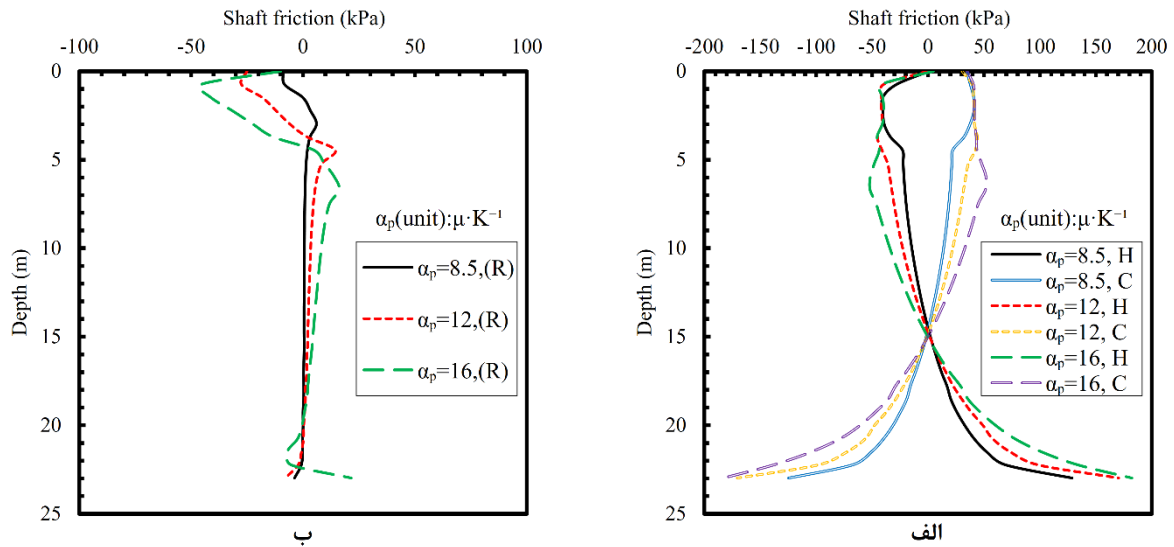 Shaft friction (kPa)
-100 -50 0 50 100
0
5
10
15
20
25
Depth (m)
αp(unit):μ·K⁻¹
αp=8.5,(R)
αp=12,(R)
αp=16,(R)
ب
Shaft friction (kPa)
-200 -150 -100 -50 0 50 100 150 200
0
5
10
15
20
25
Depth (m)
αp(unit):μ·K⁻¹
αp=8.5, H
αp=8.5, C
αp=12, H
αp=12, C
αp=16, H
αp=16, C
الف